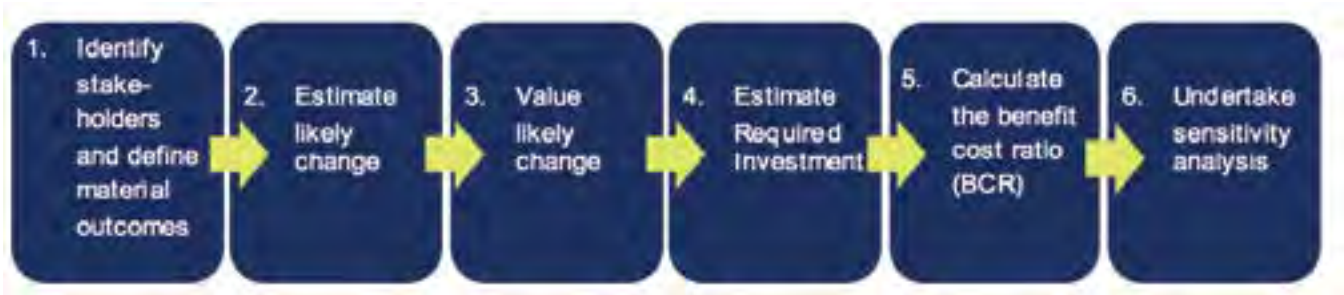 1. Identify
stake-
holders
and define
material
outcomes
2. Estimate
likely
change
3. Value
likely
change
4. Estimate
Required
Investment
5. Calculate
the benefit
cost ratio
(BCR)
6. Undertake
sensitivity
analysis